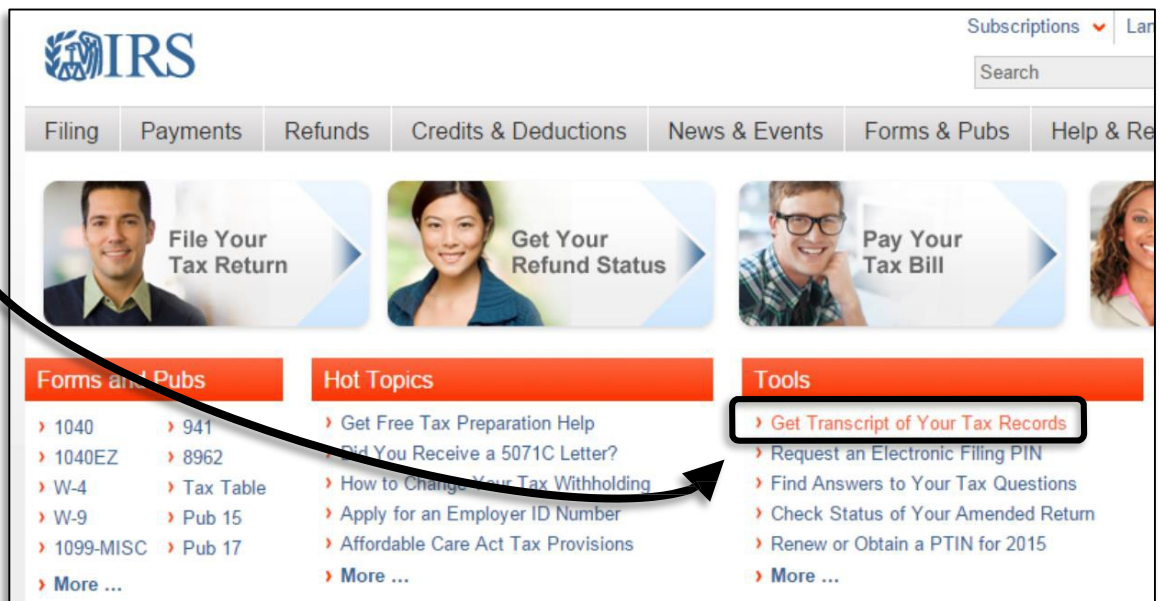 IRS
Subscriptions
Search
Filing Payments Refunds Credits & Deductions News & Events Forms & Pubs Help &
File Your
Tax Return
Get Your
Refund Status
Pay Your
Tax Bill
Forms and Pubs
1040 941
1040EZ 8962
W-4 Tax Table
W-9 Pub 15
1099-MISC Pub 17
More ...
Hot Topics
Get Free Tax Preparation Help
Did You Receive a 5071C Letter?
How to Change Your Tax Withholding
Apply for an Employer ID Number
Affordable Care Act Tax Provisions
More ...
Tools
Get Transcript of Your Tax Records
Request an Electronic Filing PIN
Find Answers to Your Tax Questions
Check Status of Your Amended Return
Renew or Obtain a PTIN for 2015
More ...